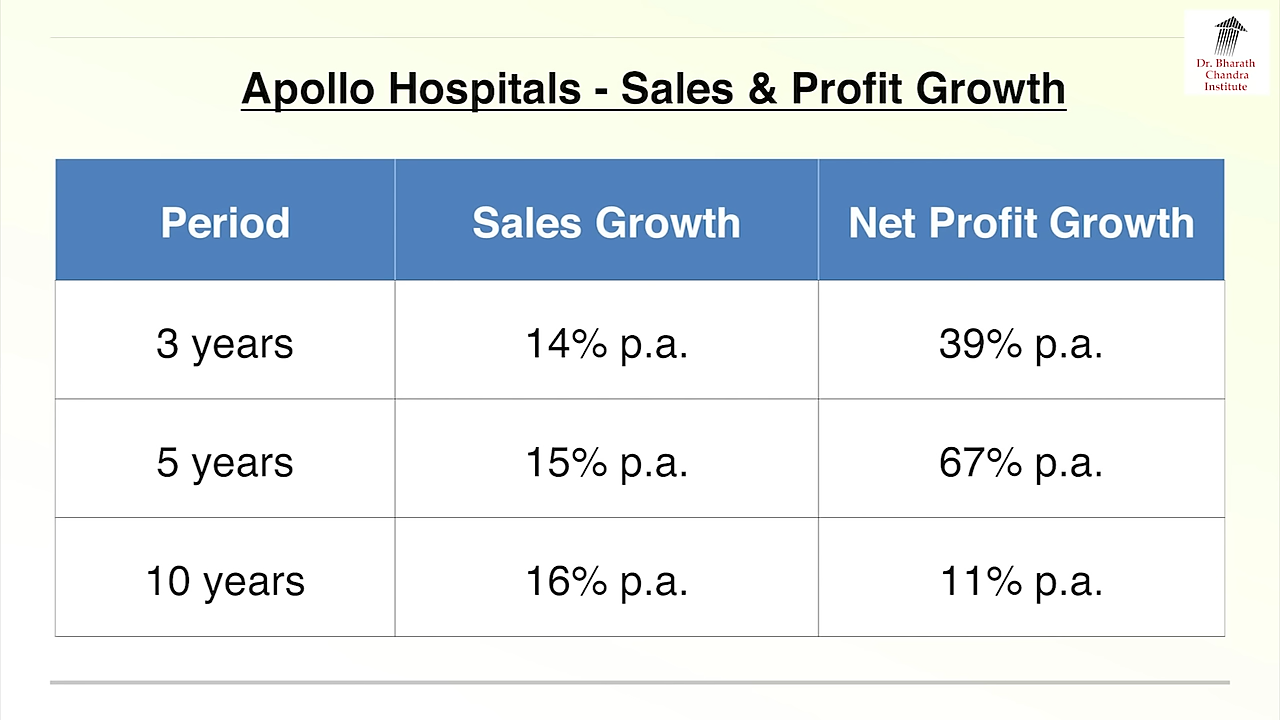 Dr. Bharath
Chandra
Institute
Apollo Hospitals - Sales & Profit Growth
Period Sales Growth Net Profit Growth
3 years 14% p.a. 39% p.a.
5 years 15% p.a. 67% p.a.
10 years 16% p.a. 11% p.a.